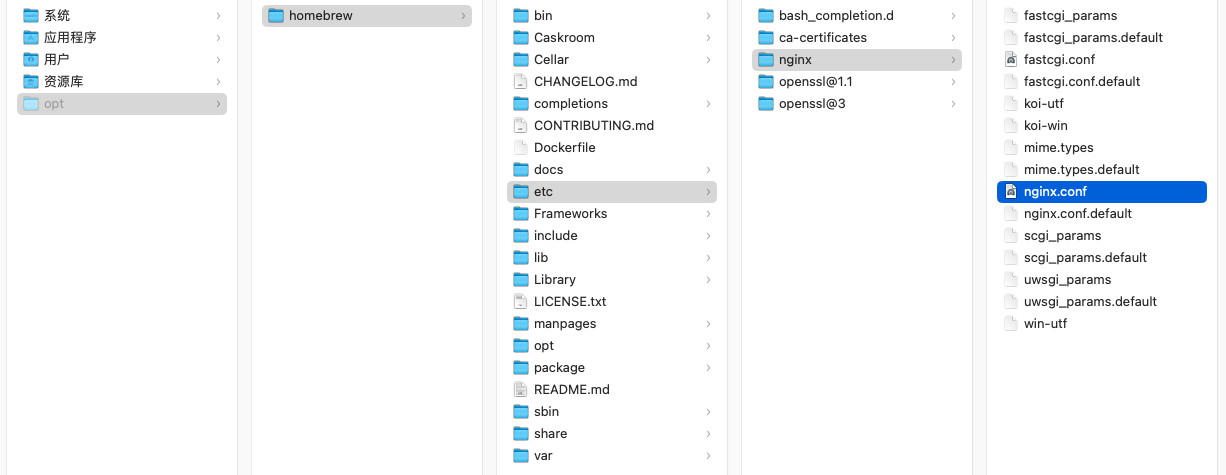 系统
应用程序
用户
资源库
opt
homebrew
bin
Caskroom
Cellar
CHANGELOG.md
completions
CONTRIBUTING.md
Dockerfile
docs
etc
Frameworks
include
lib
Library
LICENSE.txt
manpages
opt
package
README.md
sbin
share
var
bash_completion.d
ca-certificates
nginx
openssl@1.1
openssl@3
fastcgi_params
fastcgi_params.default
fastcgi.conf
fastcgi.conf.default
koi-utf
koi-win
mime.types
mime.types.default
nginx.conf
nginx.conf.default
scgi_params
scgi_params.default
uwsgi_params
uwsgi_params.default
win-utf